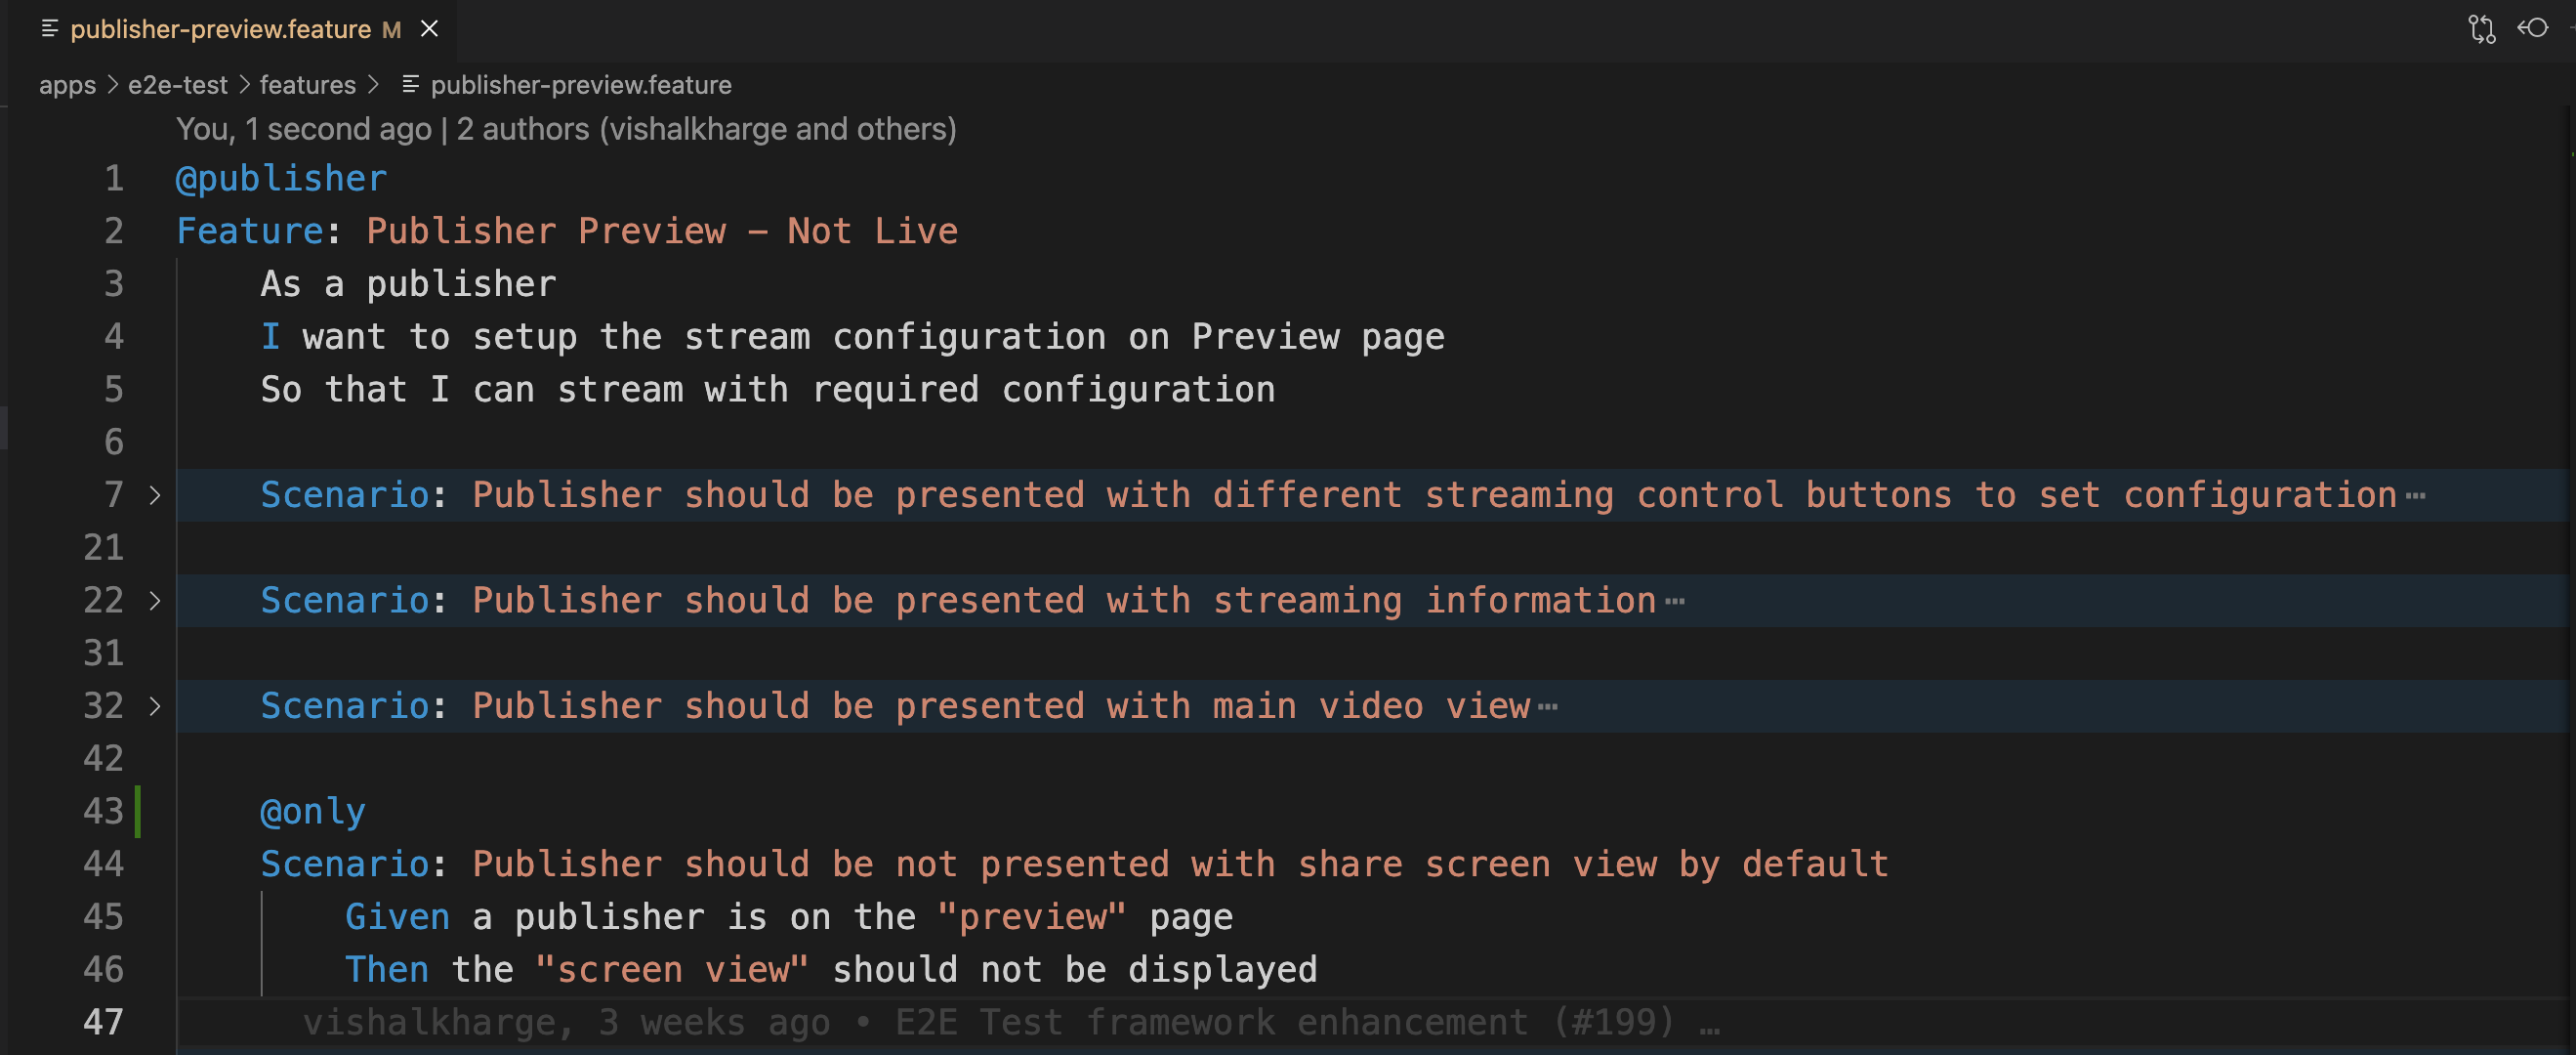 publisher-preview.feature M
apps > e2e-test > features > publisher-preview.feature
You, 1 second ago | 2 authors (vishalkharge and others)
1 @publisher
2 Feature: Publisher Preview - Not Live
3 As a publisher
4 I want to setup the stream configuration on Preview page
5 So that I can stream with required configuration
6
7 Scenario: Publisher should be presented with different streaming control buttons to set configuration…
21
22 Scenario: Publisher should be presented with streaming information…
31
32 Scenario: Publisher should be presented with main video view…
42
43 @only
44 Scenario: Publisher should be not presented with share screen view by default
45 Given a publisher is on the "preview" page
46 Then the "screen view" should not be displayed
47 vishalkharge, 3 weeks ago • E2E Test framework enhancement (#199) …